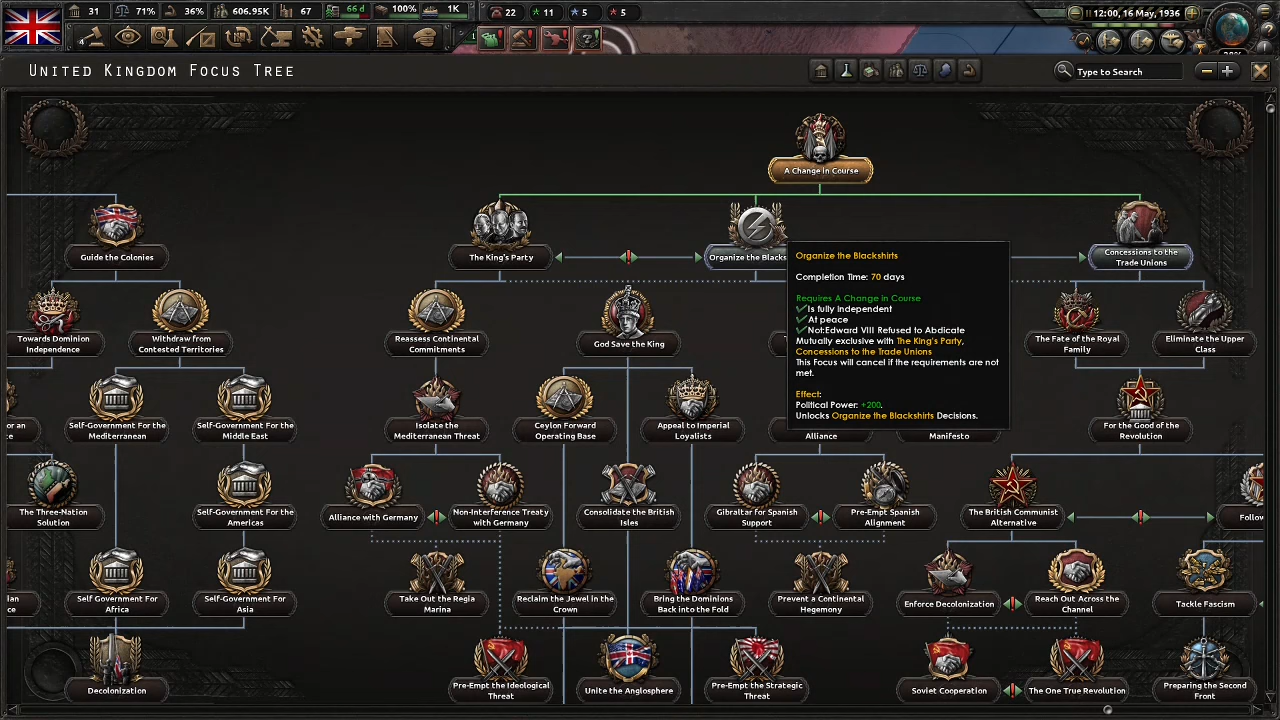 31 71% 36% 606.95K 67 66 d 100% 1K 22 11 5 5 12:00, 16 May, 1936
United Kingdom Focus Tree
Type to Search
A Change in Course
Guide the Colonies
The King's Party
Organize the Blacks
Concessions to the
Trade Unions
Organize the Blackshirts
Completion Time: 70 days
Requires A Change in Course
Is fully independent
At peace
Not:Edward VIII Refused to Abdicate
Mutually exclusive with The King's Party,
Concessions to the Trade Unions
This Focus will cancel if the requirements are not
met.
Effect:
Political Power: +200.
Unlocks Organize the Blackshirts Decisions.
Towards Dominion
Independence
Withdraw from
Contested Territories
Reassess Continental
Commitments
God Save the King
The Fate of the Royal
Family
Eliminate the Upper
Class
Self-Government For the
Mediterranean
Self-Government For the
Middle East
Isolate the
Mediterranean Threat
Ceylon Forward
Operating Base
Appeal to Imperial
Loyalists
Alliance
Manifesto
For the Good of the
Revolution
The Three-Nation
Solution
Self-Government For the
Americas
Alliance with Germany
Non-Interference Treaty
with Germany
Consolidate the British
Isles
Gibraltar for Spanish
Support
Pre-Empt Spanish
Alignment
The British Communist
Alternative
Follow
Self Government For
Africa
Self-Government For
Asia
Take Out the Regia
Marina
Reclaim the Jewel in the
Crown
Bring the Dominions
Back into the Fold
Prevent a Continental
Hegemony
Enforce Decolonization
Reach Out Across the
Channel
Tackle Fascism
Decolonization
Pre-Empt the Ideological
Threat
Unite the Anglosphere
Pre-Empt the Strategic
Threat
Soviet Cooperation
The One True Revolution
Preparing the Second
Front